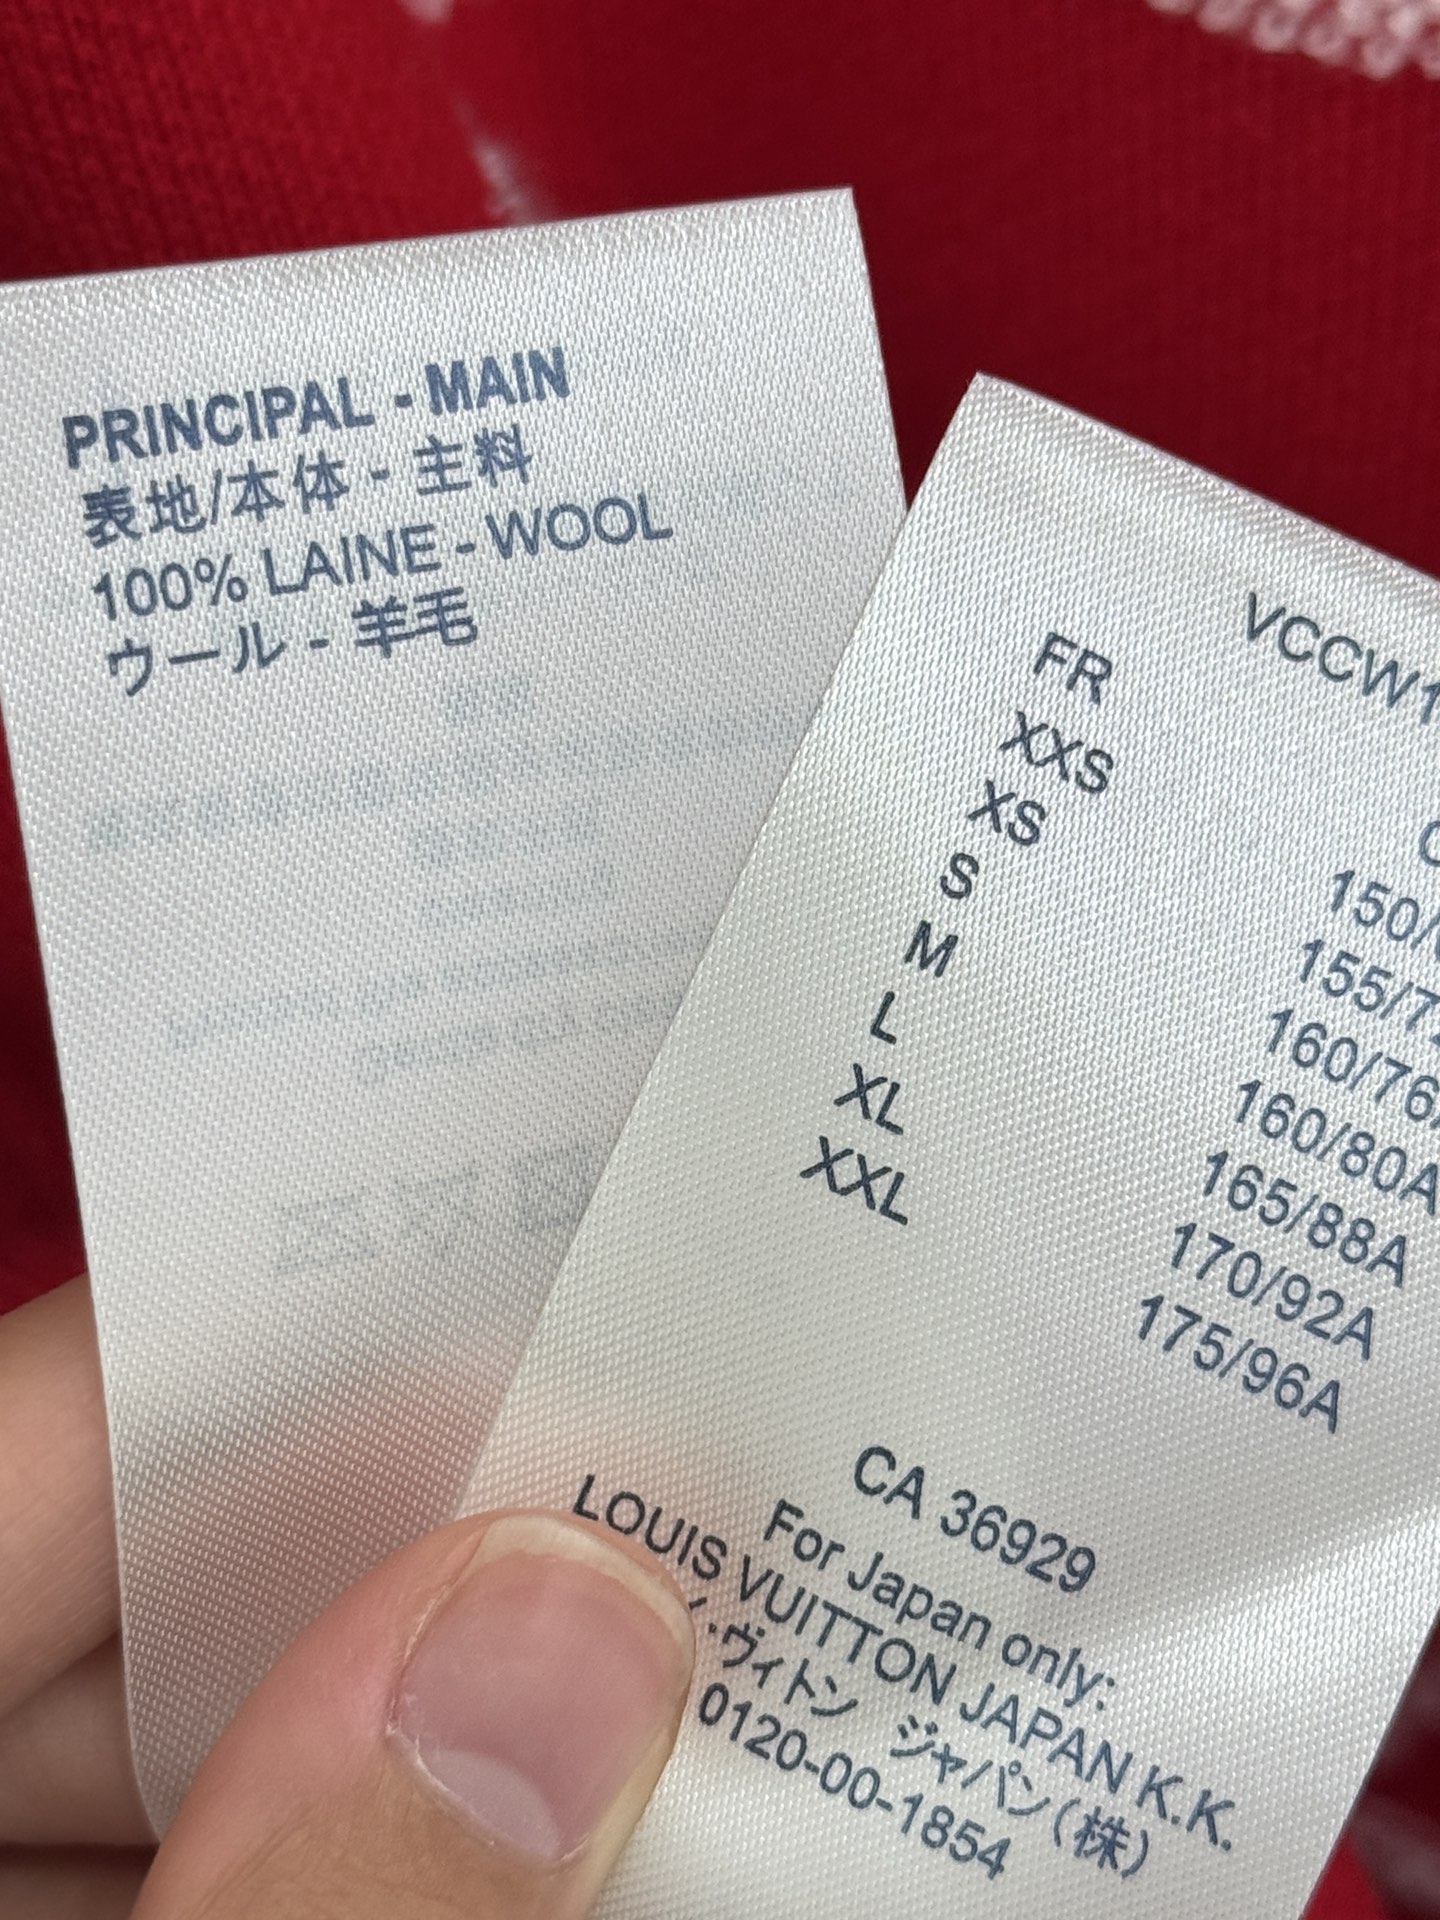 PRINCIPAL - MAIN
表地/本体 - 主料
100% LAINE - WOOL
ウール - 羊毛
VCCW1
FR
XXS
XS
S
M
L
XL
XXL
150/
155/7
160/76
160/80A
165/88A
170/92A
175/96A
CA 36929
For Japan only:
LOUIS VUITTON JAPAN K.K.
ヴィトン ジャパン(株)
0120-00-1854